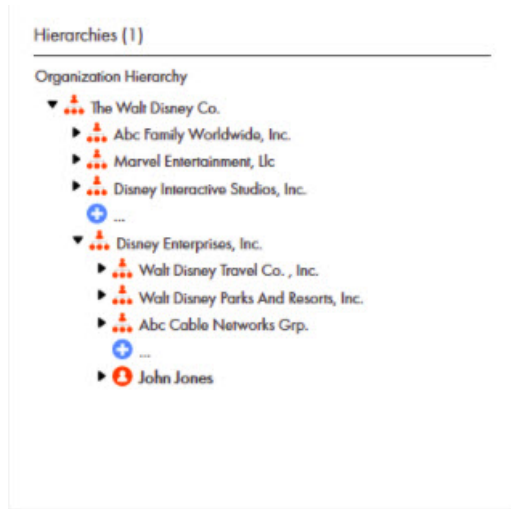 Hierarchies (1)
Organization Hierarchy
The Walt Disney Co.
Abc Family Worldwide, Inc.
Marvel Entertainment, Llc
Disney Interactive Studios, Inc.
...
Disney Enterprises, Inc.
Walt Disney Travel Co. , Inc.
Walt Disney Parks And Resorts, Inc.
Abc Cable Networks Grp.
...
John Jones